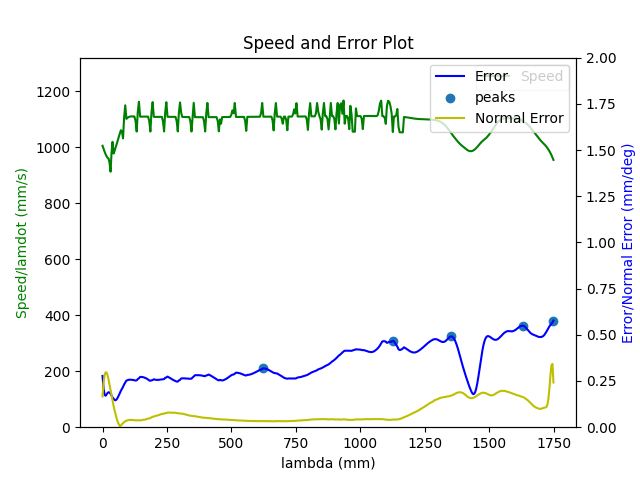 Speed and Error Plot
Error
Speed
peaks
Normal Error
Speed/lamdot (mm/s)
1200
1000
800
600
400
200
0
2.00
1.75
1.50
1.25
1.00
0.75
0.50
0.25
0.00
Error/Normal Error (mm/deg)
0 250 500 750 1000 1250 1500 1750
lambda (mm)